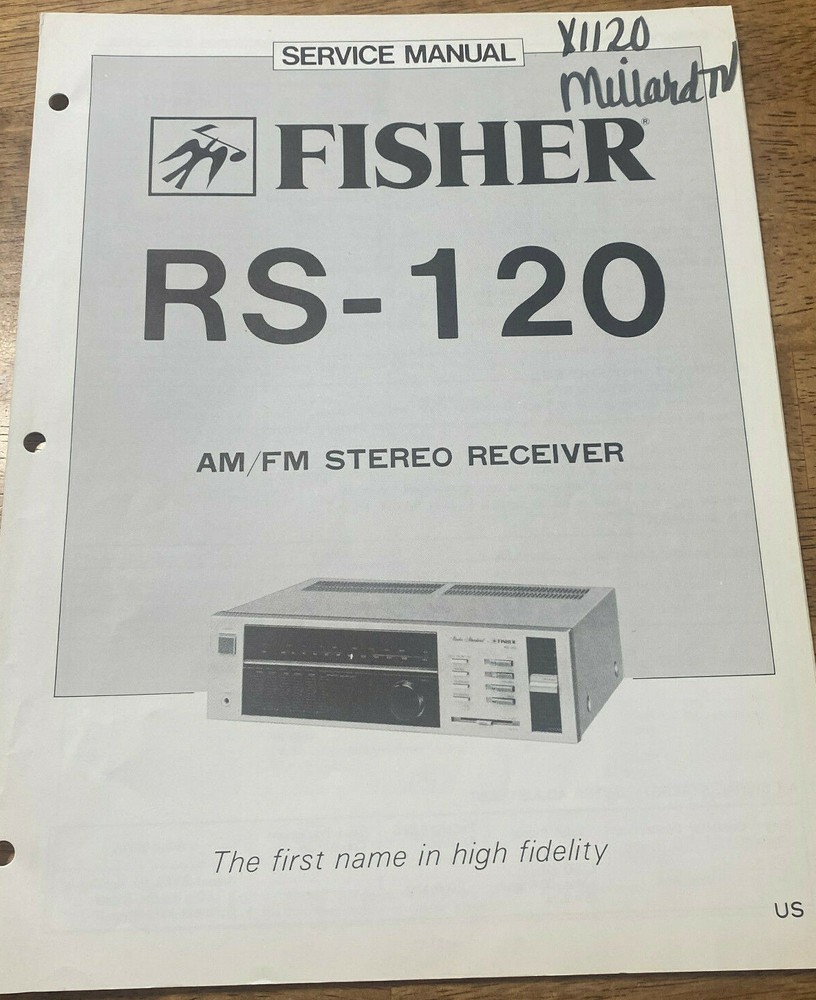 SERVICE MANUAL
X1120
Millard TV
FISHER®
RS-120
AM/FM STEREO RECEIVER
FISHER
The first name in high fidelity
US